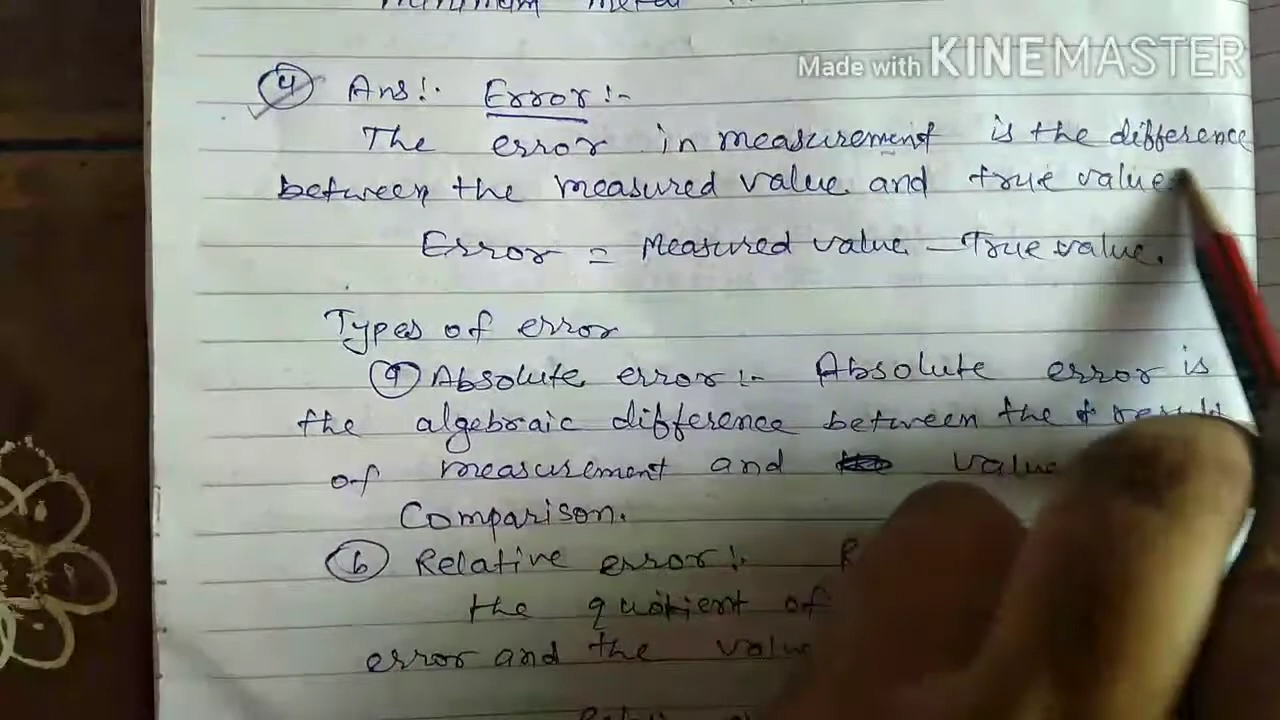 Made with KINEMASTER
④ Ans:- Error :-
The error in measurement is the difference
between the measured value and true value
Error = Measured value - True value.
Types of error
ⓐ Absolute error :- Absolute error is
the algebraic difference between the result
of measurement and value
Comparison.
ⓑ Relative error :-
the quotient of
error and the